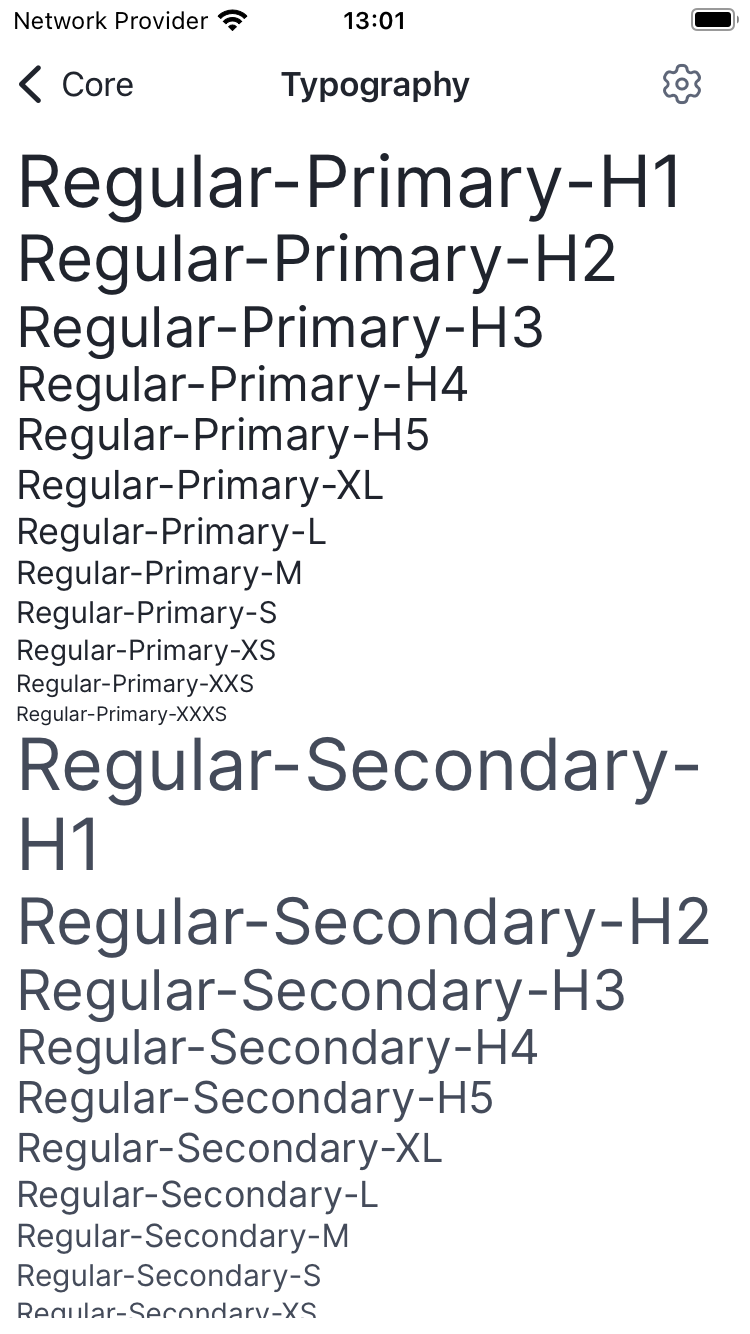 Network Provider 13:01
Core Typography
Regular-Primary-H1
Regular-Primary-H2
Regular-Primary-H3
Regular-Primary-H4
Regular-Primary-H5
Regular-Primary-XL
Regular-Primary-L
Regular-Primary-M
Regular-Primary-S
Regular-Primary-XS
Regular-Primary-XXS
Regular-Primary-XXXS
Regular-Secondary-
H1
Regular-Secondary-H2
Regular-Secondary-H3
Regular-Secondary-H4
Regular-Secondary-H5
Regular-Secondary-XL
Regular-Secondary-L
Regular-Secondary-M
Regular-Secondary-S
Regular-Secondary-XS